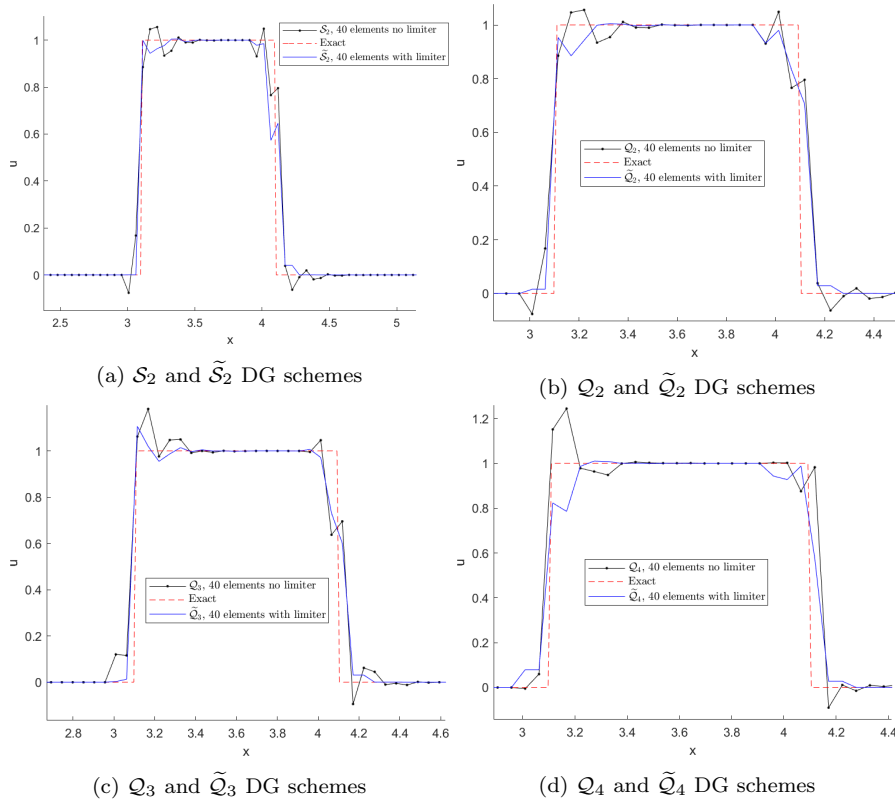 1
0.8
0.6
0.4
0.2
0
u
2.5
3
3.5
4
4.5
5
x
S₂, 40 elements no limiter
Exact
S̃₂, 40 elements with limiter
(a) S₂ and S̃₂ DG schemes
1
0.8
0.6
0.4
0.2
0
u
3
3.2
3.4
3.6
3.8
4
4.2
4.4
x
Q₂, 40 elements no limiter
Exact
Q̃₂, 40 elements with limiter
(b) Q₂ and Q̃₂ DG schemes
1
0.8
0.6
0.4
0.2
0
u
2.8
3
3.2
3.4
3.6
3.8
4
4.2
4.4
4.6
x
Q₃, 40 elements no limiter
Exact
Q̃₃, 40 elements with limiter
(c) Q₃ and Q̃₃ DG schemes
1.2
1
0.8
0.6
0.4
0.2
0
u
3
3.2
3.4
3.6
3.8
4
4.2
4.4
x
Q₄, 40 elements no limiter
Exact
Q̃₄, 40 elements with limiter
(d) Q₄ and Q̃₄ DG schemes